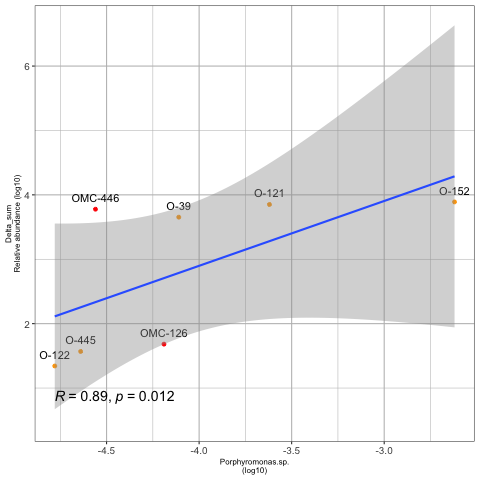 Delta_sum
Relative abundance (log10)
6
4
2
OMC-446
O-39
O-121
O-152
OMC-126
O-445
O-122
R = 0.89, p = 0.012
-4.5 -4.0 -3.5 -3.0
Porphyromonas.sp.
(log10)